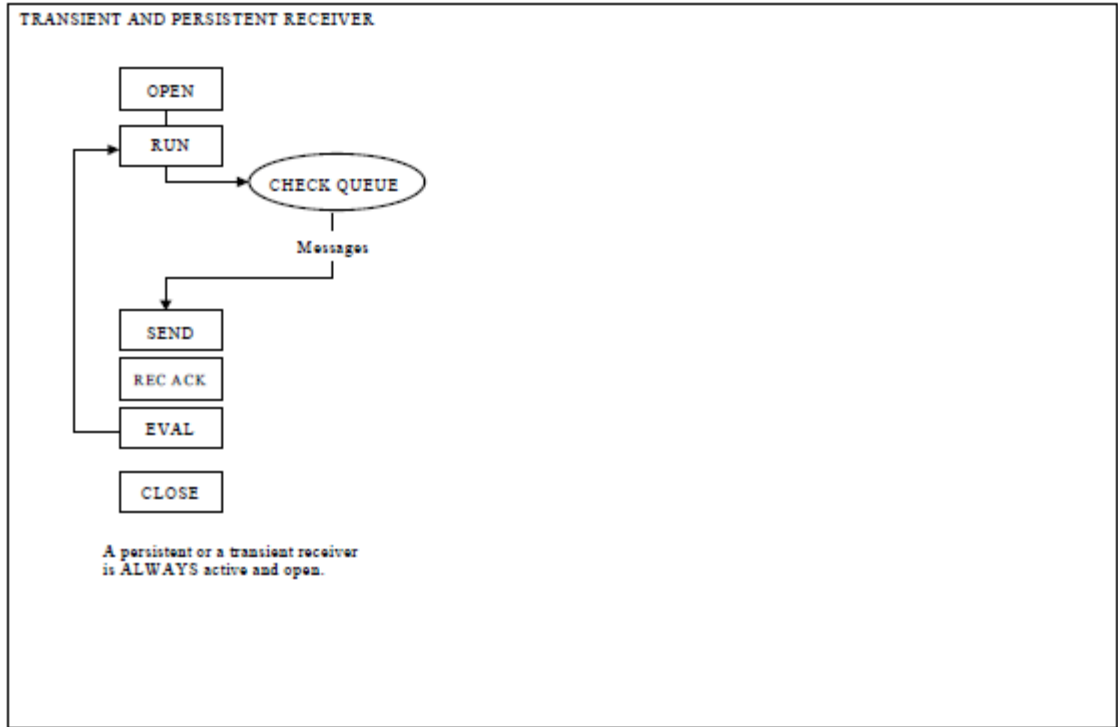 TRANSIENT AND PERSISTENT RECEIVER
OPEN
RUN
CHECK QUEUE
Messages
SEND
REC ACK
EVAL
CLOSE
A persistent or a transient receiver
is ALWAYS active and open.